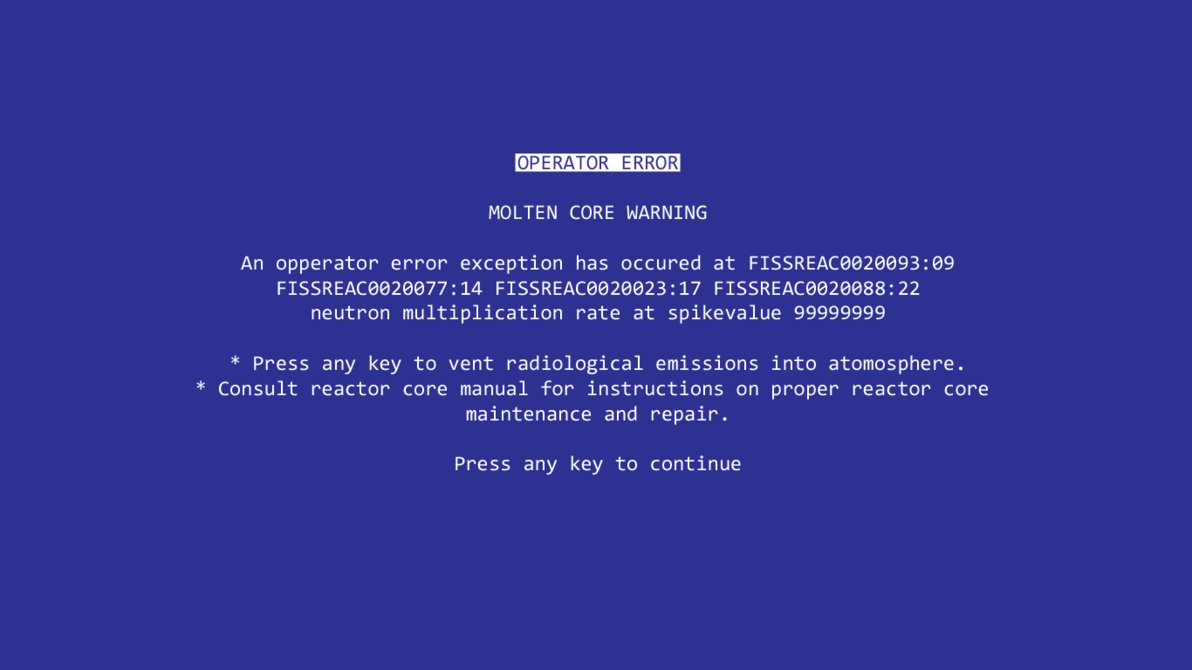 OPERATOR ERROR
MOLTEN CORE WARNING
An opperator error exception has occured at FISSREAC0020093:09
FISSREAC0020077:14 FISSREAC0020023:17 FISSREAC0020088:22
neutron multiplication rate at spikevalue 99999999
* Press any key to vent radiological emissions into atomosphere.
* Consult reactor core manual for instructions on proper reactor core
maintenance and repair.
Press any key to continue